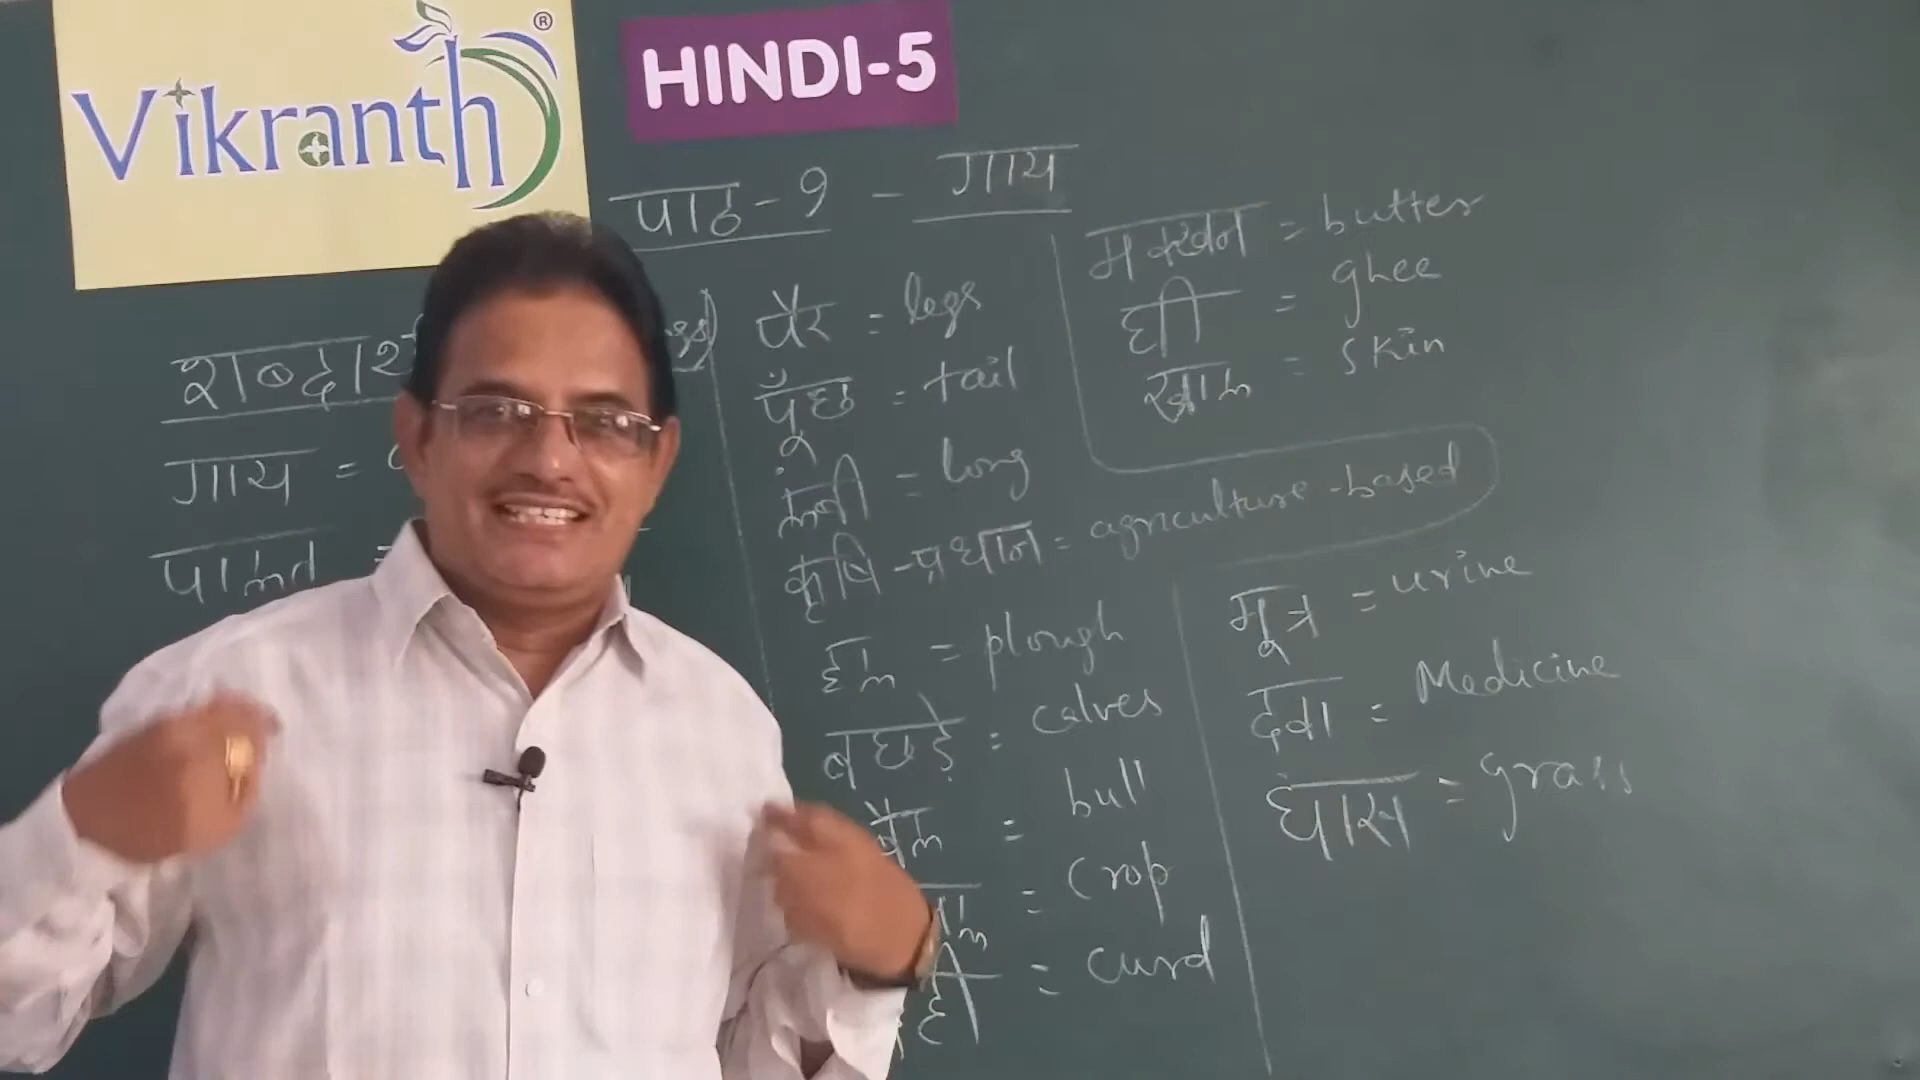 Vikranth ®
HINDI-5
पाठ-9 - गाय
गाय =
पालतू
पैर = legs
पूँछ = tail
लंबी = long
कृषि-प्रधान = agriculture-based
हल = plough
बछड़े = calves
बैल = bull
= crop
= curd
मक्खन = butter
घी = ghee
खाल = skin
मूत्र = urine
दवा = Medicine
घास = grass